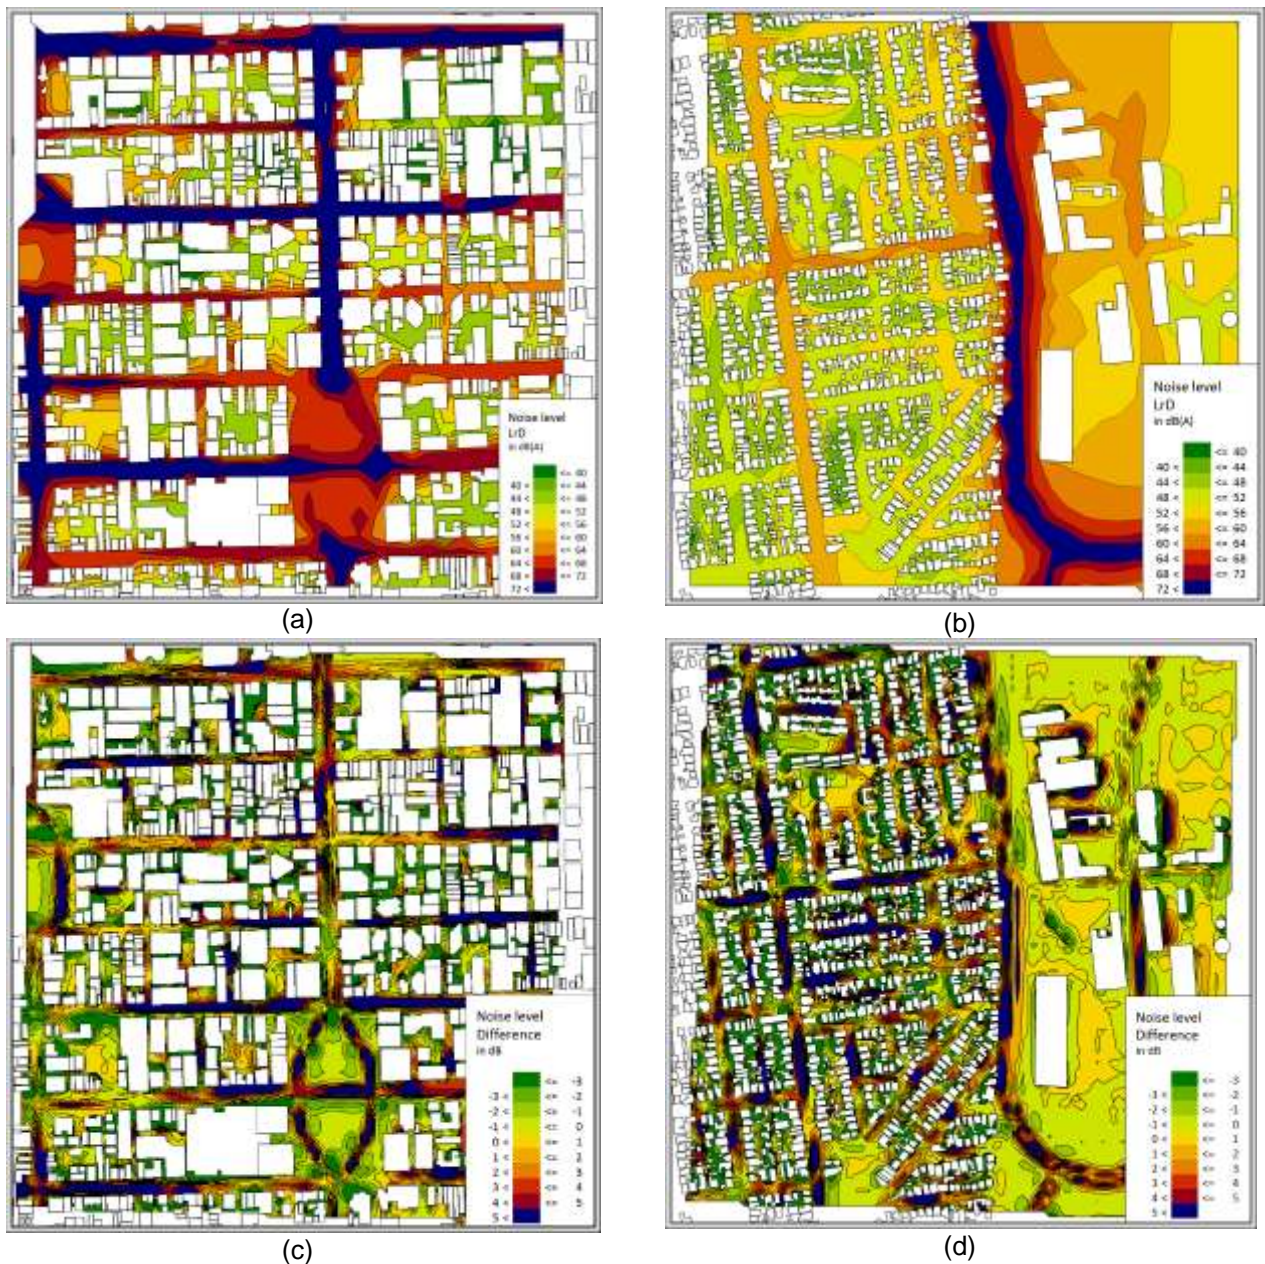 Noise level
LrD
in dB(A)
<= 40
40 < <= 44
44 < <= 48
48 < <= 52
52 < <= 56
56 < <= 60
60 < <= 64
64 < <= 68
68 < <= 72
72 <
(a)
Noise level
LrD
in dB(A)
<= 40
40 < <= 44
44 < <= 48
48 < <= 52
52 < <= 56
56 < <= 60
60 < <= 64
64 < <= 68
68 < <= 72
72 <
(b)
Noise level
Difference
in dB
<= -3
-3 < <= -2
-2 < <= -1
-1 < <= 0
0 < <= 1
1 < <= 2
2 < <= 3
3 < <= 4
4 < <= 5
5 <
(c)
Noise level
Difference
in dB
<= -3
-3 < <= -2
-2 < <= -1
-1 < <= 0
0 < <= 1
1 < <= 2
2 < <= 3
3 < <= 4
4 < <= 5
5 <
(d)